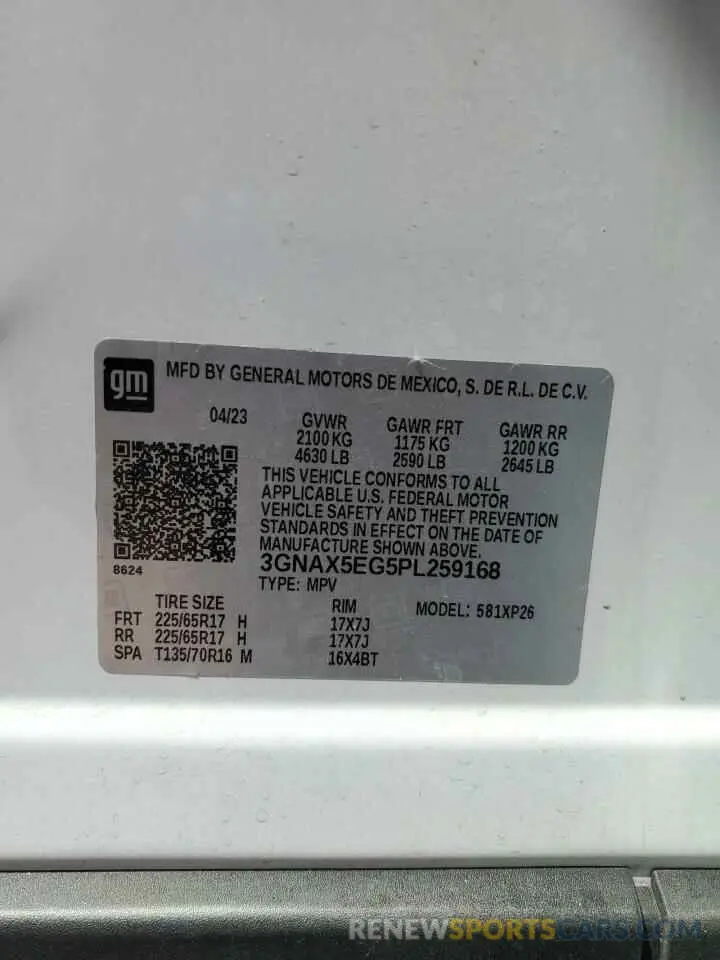 gm MFD BY GENERAL MOTORS DE MEXICO, S. DE R.L. DE C.V.
04/23 GVWR GAWR FRT GAWR RR
2100 KG 1175 KG 1200 KG
4630 LB 2590 LB 2645 LB
THIS VEHICLE CONFORMS TO ALL
APPLICABLE U.S. FEDERAL MOTOR
VEHICLE SAFETY AND THEFT PREVENTION
STANDARDS IN EFFECT ON THE DATE OF
MANUFACTURE SHOWN ABOVE.
8624 3GNAX5EG5PL259168
TYPE: MPV
TIRE SIZE RIM MODEL: 581XP26
FRT 225/65R17 H 17X7J
RR 225/65R17 H 17X7J
SPA T135/70R16 M 16X4BT
RENEWSPORTSCARS.COM